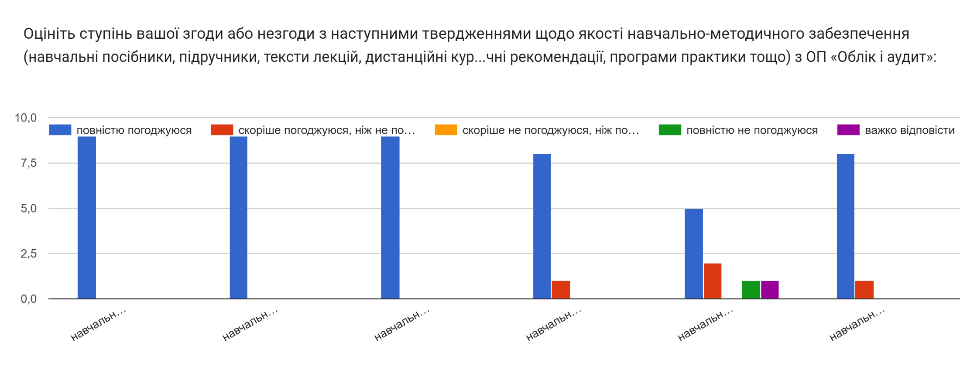 Оцініть ступінь вашої згоди або незгоди з наступними твердженнями щодо якості навчально-методичного забезпечення
(навчальні посібники, підручники, тексти лекцій, дистанційні кур...чні рекомендації, програми практики тощо) з ОП «Облік і аудит»:
10,0
повністю погоджуюся скоріше погоджуюся, ніж не по… скоріше не погоджуюся, ніж по… повністю не погоджуюся важко відповісти
7,5
5,0
2,5
0,0
навчальн… навчальн… навчальн… навчальн… навчальн… навчальн…